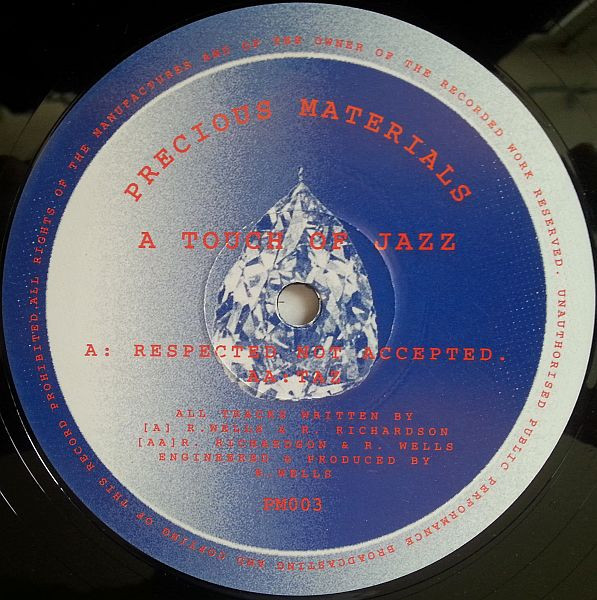 PRECIOUS MATERIALS
A TOUCH OF JAZZ
A: RESPECTED NOT ACCEPTED.
AA:TAZ
ALL TRACKS WRITTEN BY
[A] R.WELLS & R. RICHARDSON
[AA]R. RICHARDSON & R. WELLS
ENGINEERED & PRODUCED BY
R.WELLS
PM003
ALL RIGHTS OF THE MANUFACTURES AND OF THE OWNER OF THE RECORDED WORK RESERVED. UNAUTHORISED PUBLIC PERFORMANCE BROADCASTING AND COPYING OF THIS RECORD PROHIBITED.